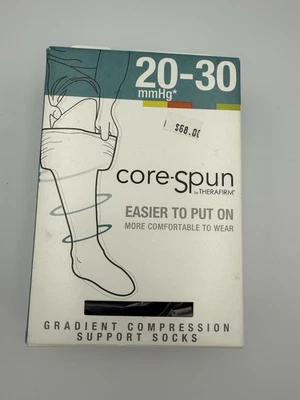 20-30
mmHg*
$68.00
core-spun
by THERAFIRM®
EASIER TO PUT ON
MORE COMFORTABLE TO WEAR
GRADIENT COMPRESSION
SUPPORT SOCKS